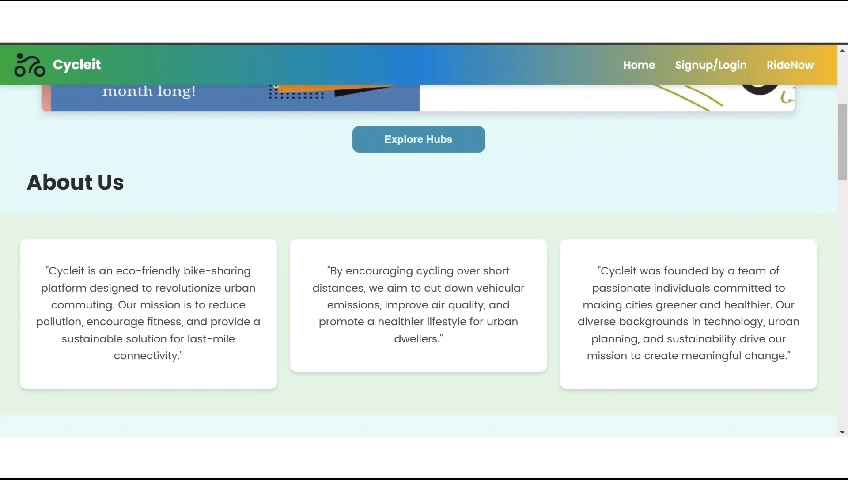 Cycleit
Home Signup/Login RideNow
month long!
Explore Hubs
About Us
"Cycleit is an eco-friendly bike-sharing
platform designed to revolutionize urban
commuting. Our mission is to reduce
pollution, encourage fitness, and provide a
sustainable solution for last-mile
connectivity."
"By encouraging cycling over short
distances, we aim to cut down vehicular
emissions, improve air quality, and
promote a healthier lifestyle for urban
dwellers."
"Cycleit was founded by a team of
passionate individuals committed to
making cities greener and healthier. Our
diverse backgrounds in technology, urban
planning, and sustainability drive our
mission to create meaningful change."